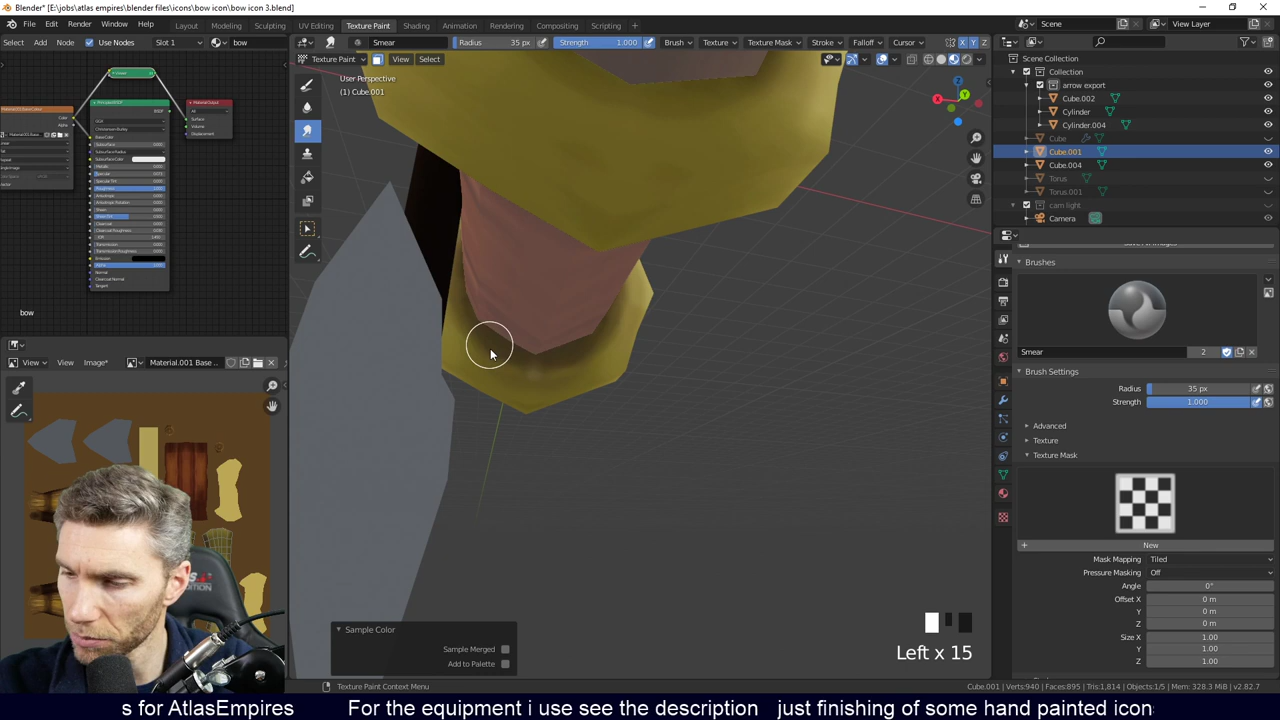 Blender* [E:\jobs\atlas empires\blender files\icons\bow icon\bow icon 3.blend]
File Edit Render Window Help Layout Modeling Sculpting UV Editing Texture Paint Shading Animation Rendering Compositing Scripting + Scene View Layer
Select Add Node Use Nodes Slot 1 bow Smear Radius 35 px Strength 1.000 Brush Texture Texture Mask Stroke Falloff Cursor X Y Z
Texture Paint View Select
User Perspective
(1) Cube.001
Scene Collection
Collection
arrow export
Cube.002
Cylinder
Cylinder.004
Cube
Cube.001
Cube.004
Torus
Torus.001
cam light
Camera
bow
View View Image* Material.001 Base ...
Brushes
Smear 2
Brush Settings
Radius 35 px
Strength 1.000
Advanced
Texture
Texture Mask
New
Mask Mapping Tiled
Pressure Masking Off
Angle 0°
Offset X 0 m
Y 0 m
Z 0 m
Size X 1.00
Y 1.00
Z 1.00
Sample Color
Sample Merged
Add to Palette
Left x 15
Texture Paint Context Menu
Cube.001 | Verts:940 | Faces:895 | Tris:1,814 | Objects:1/5 | Mem: 328.3 MiB | v2.82.7
s for AtlasEmpires For the equipment i use see the description just finishing of some hand painted icon